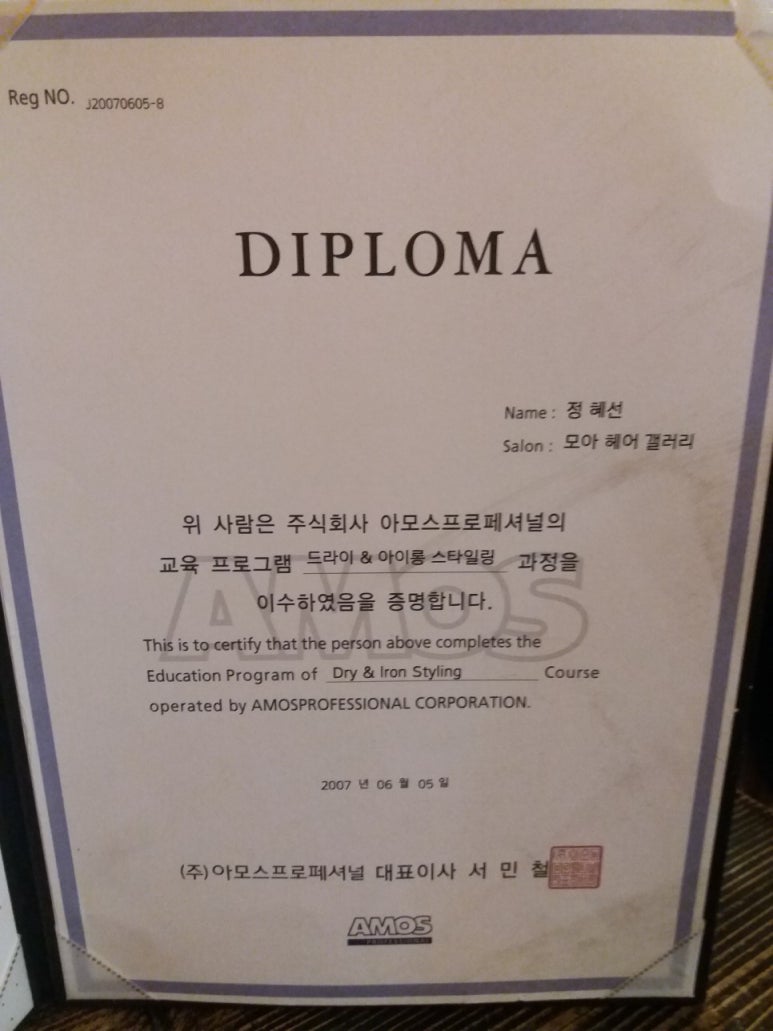 Reg NO. J20070605-8
DIPLOMA
Name : 정 혜선
Salon : 모아 헤어 갤러리
위 사람은 주식회사 아모스프로페셔널의
교육 프로그램 드라이 & 아이롱 스타일링 과정을
이수하였음을 증명합니다.
AMOS
This is to certify that the person above completes the
Education Program of Dry & Iron Styling Course
operated by AMOSPROFESSIONAL CORPORATION.
2007 년 06 월 05 일
(주)아모스프로페셔널 대표이사 서 민 철
AMOS
PROFESSIONAL